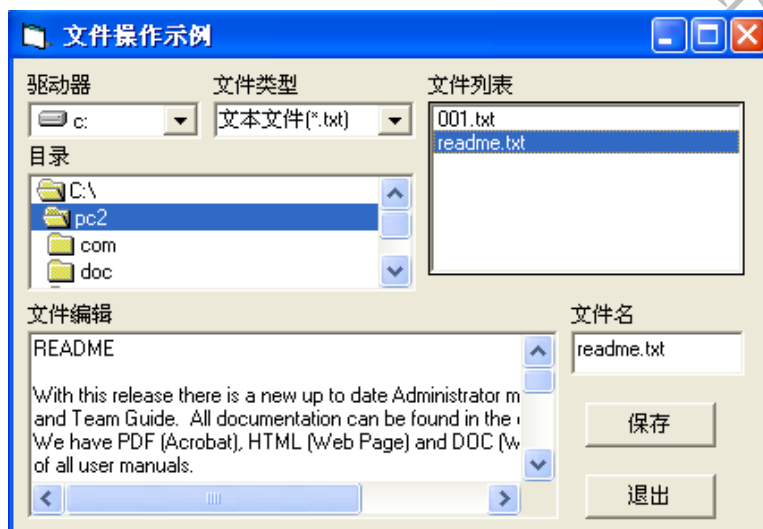 文件操作示例
驱动器
文件类型
文件列表
c:
文本文件(*.txt)
001.txt
readme.txt
目录
C:\
pc2
com
doc
文件编辑
文件名
README
readme.txt
With this release there is a new up to date Administrator m
and Team Guide. All documentation can be found in the
We have PDF (Acrobat), HTML (Web Page) and DOC (W
of all user manuals.
保存
退出